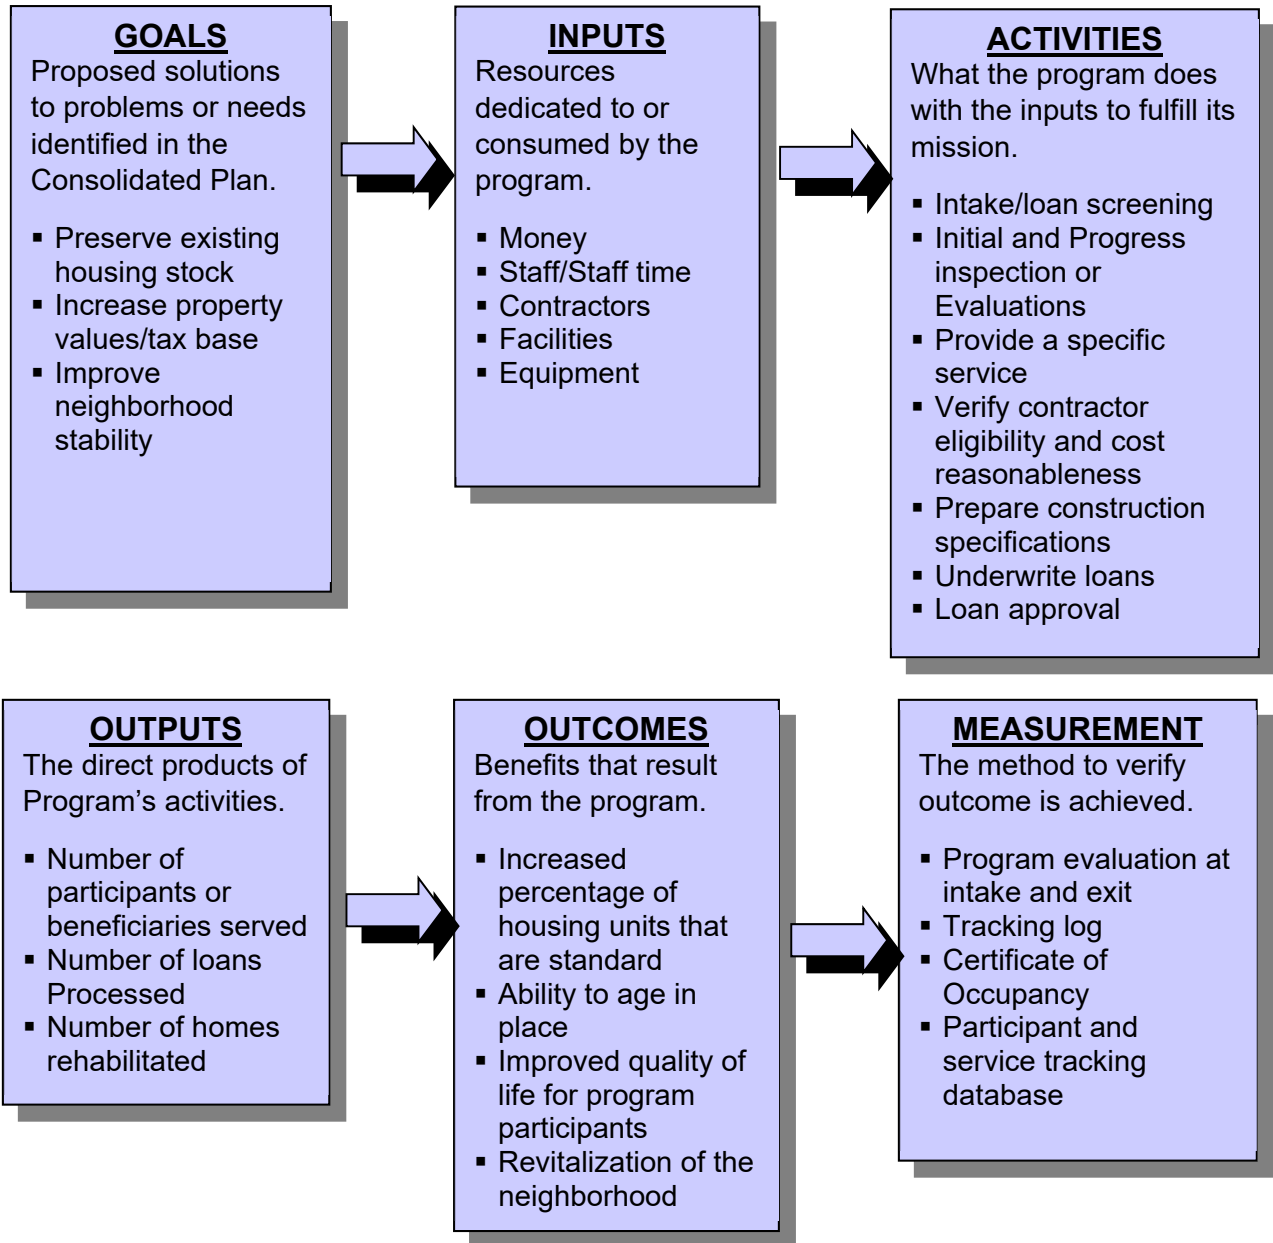 GOALS
Proposed solutions
to problems or needs
identified in the
Consolidated Plan.
▪ Preserve existing
housing stock
▪ Increase property
values/tax base
▪ Improve
neighborhood
stability
INPUTS
Resources
dedicated to or
consumed by the
program.
▪ Money
▪ Staff/Staff time
▪ Contractors
▪ Facilities
▪ Equipment
ACTIVITIES
What the program does
with the inputs to fulfill its
mission.
▪ Intake/loan screening
▪ Initial and Progress
inspection or
Evaluations
▪ Provide a specific
service
▪ Verify contractor
eligibility and cost
reasonableness
▪ Prepare construction
specifications
▪ Underwrite loans
▪ Loan approval
OUTPUTS
The direct products of
Program’s activities.
▪ Number of
participants or
beneficiaries served
▪ Number of loans
Processed
▪ Number of homes
rehabilitated
OUTCOMES
Benefits that result
from the program.
▪ Increased
percentage of
housing units that
are standard
▪ Ability to age in
place
▪ Improved quality of
life for program
participants
▪ Revitalization of the
neighborhood
MEASUREMENT
The method to verify
outcome is achieved.
▪ Program evaluation at
intake and exit
▪ Tracking log
▪ Certificate of
Occupancy
▪ Participant and
service tracking
database